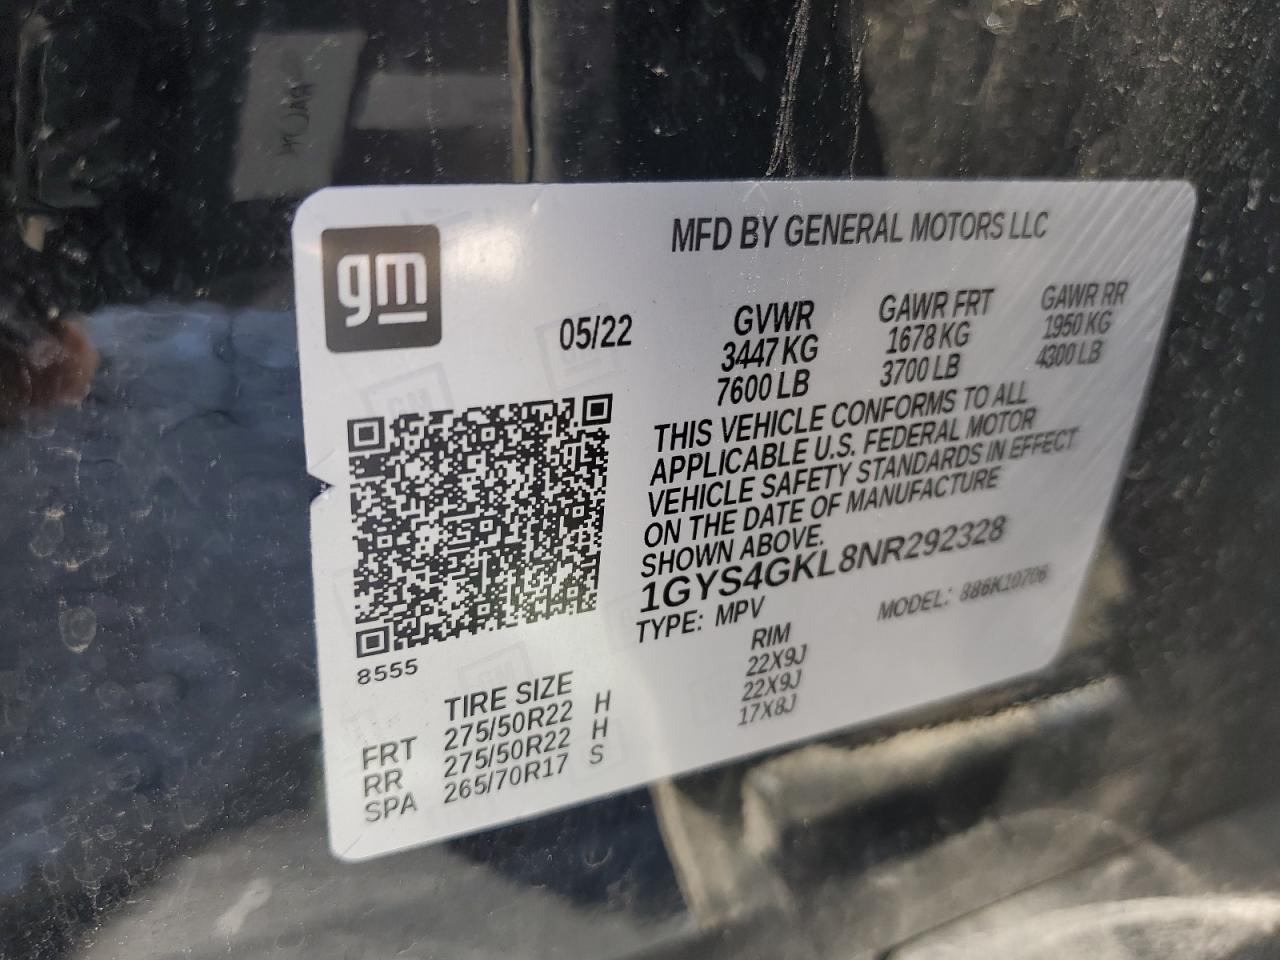 gm
MFD BY GENERAL MOTORS LLC
05/22
GVWR
3447 KG
7600 LB
GAWR FRT
1678 KG
3700 LB
GAWR RR
1950 KG
4300 LB
THIS VEHICLE CONFORMS TO ALL
APPLICABLE U.S. FEDERAL MOTOR
VEHICLE SAFETY STANDARDS IN EFFECT
ON THE DATE OF MANUFACTURE
SHOWN ABOVE.
1GYS4GKL8NR292328
TYPE: MPV
MODEL: 886K10706
8555
TIRE SIZE
RIM
FRT 275/50R22 H 22X9J
RR 275/50R22 H 22X9J
SPA 265/70R17 S 17X8J